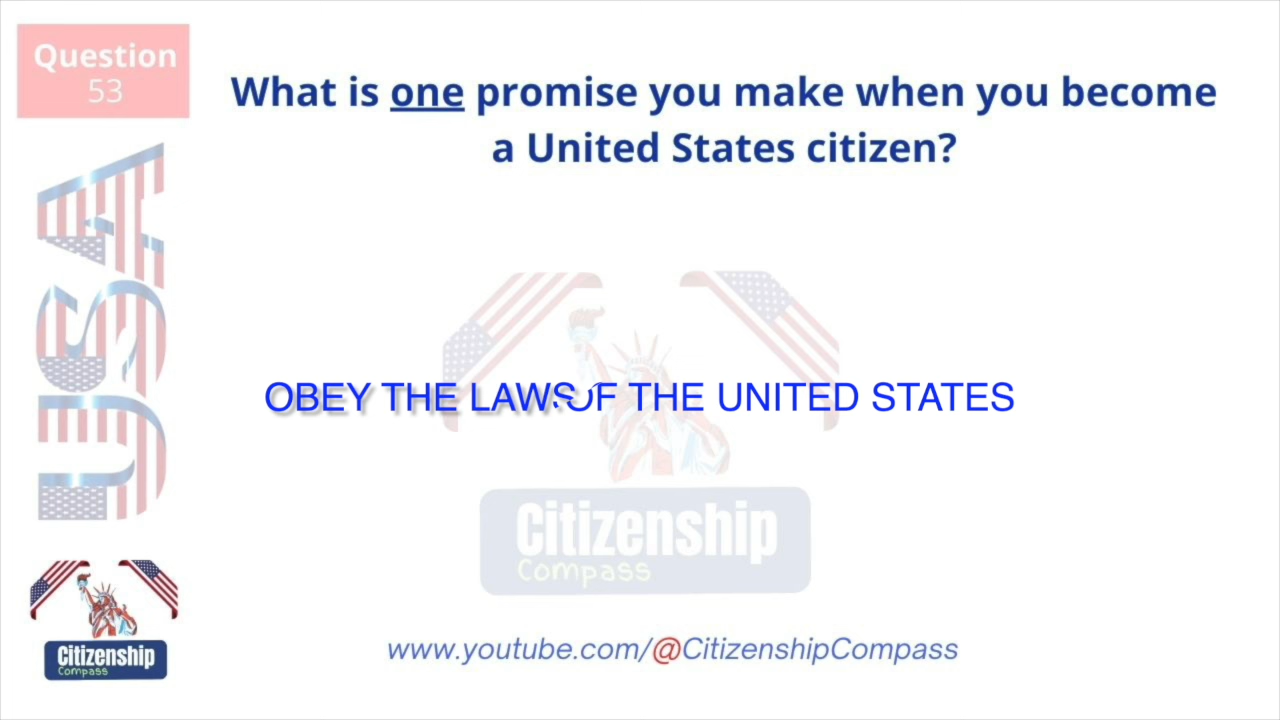 Question
53
What is one promise you make when you become
a United States citizen?
OBEY THE LAWS OF THE UNITED STATES
Citizenship
Compass
www.youtube.com/@CitizenshipCompass
USA
Citizenship
Compass